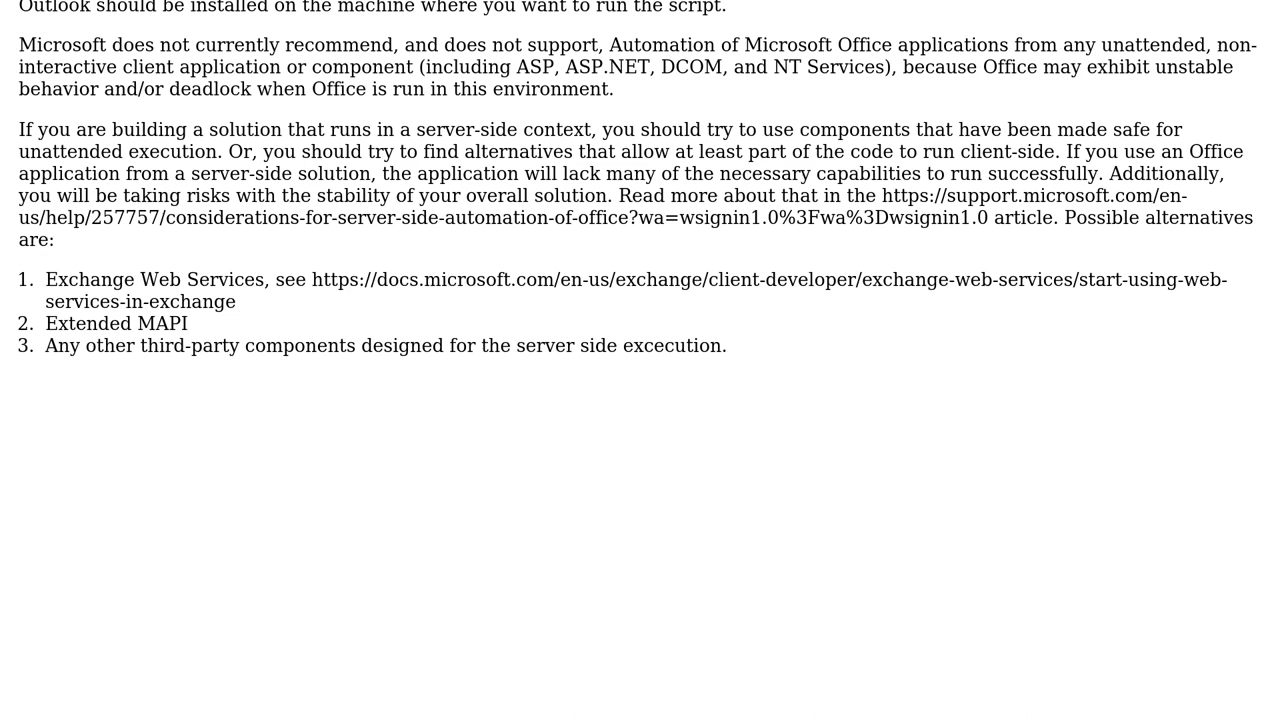 Outlook should be installed on the machine where you want to run the script.
Microsoft does not currently recommend, and does not support, Automation of Microsoft Office applications from any unattended, non-
interactive client application or component (including ASP, ASP.NET, DCOM, and NT Services), because Office may exhibit unstable
behavior and/or deadlock when Office is run in this environment.
If you are building a solution that runs in a server-side context, you should try to use components that have been made safe for
unattended execution. Or, you should try to find alternatives that allow at least part of the code to run client-side. If you use an Office
application from a server-side solution, the application will lack many of the necessary capabilities to run successfully. Additionally,
you will be taking risks with the stability of your overall solution. Read more about that in the https://support.microsoft.com/en-
us/help/257757/considerations-for-server-side-automation-of-office?wa=wsignin1.0%3Fwa%3Dwsignin1.0 article. Possible alternatives
are:
1. Exchange Web Services, see https://docs.microsoft.com/en-us/exchange/client-developer/exchange-web-services/start-using-web-
services-in-exchange
2. Extended MAPI
3. Any other third-party components designed for the server side excecution.